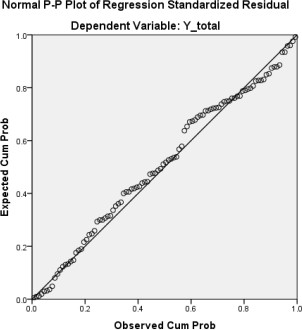 Normal P-P Plot of Regression Standardized Residual
Dependent Variable: Y_total
1.0
0.8
0.6
0.4
0.2
0.0
Expected Cum Prob
0.0 0.2 0.4 0.6 0.8 1.0
Observed Cum Prob